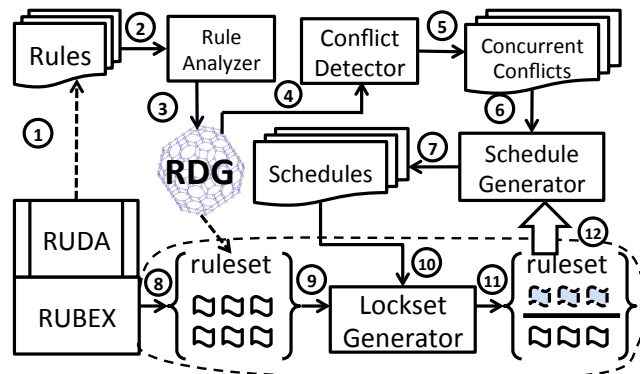 Rules
2
Rule
Analyzer
Conflict
Detector
5
Concurrent
Conflicts
1
3
4
6
RDG
Schedules
7
Schedule
Generator
RUDA
RUBEX
8
ruleset
9
10
Lockset
Generator
11
12
ruleset